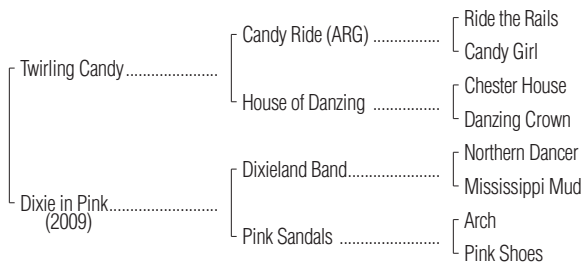 Ride the Rails
Candy Ride (ARG) ................
Candy Girl
Twirling Candy......................
Chester House
House of Danzing ................
Danzing Crown
Northern Dancer
Dixieland Band......................
Mississippi Mud
Dixie in Pink..........................
(2009)
Arch
Pink Sandals ........................
Pink Shoes